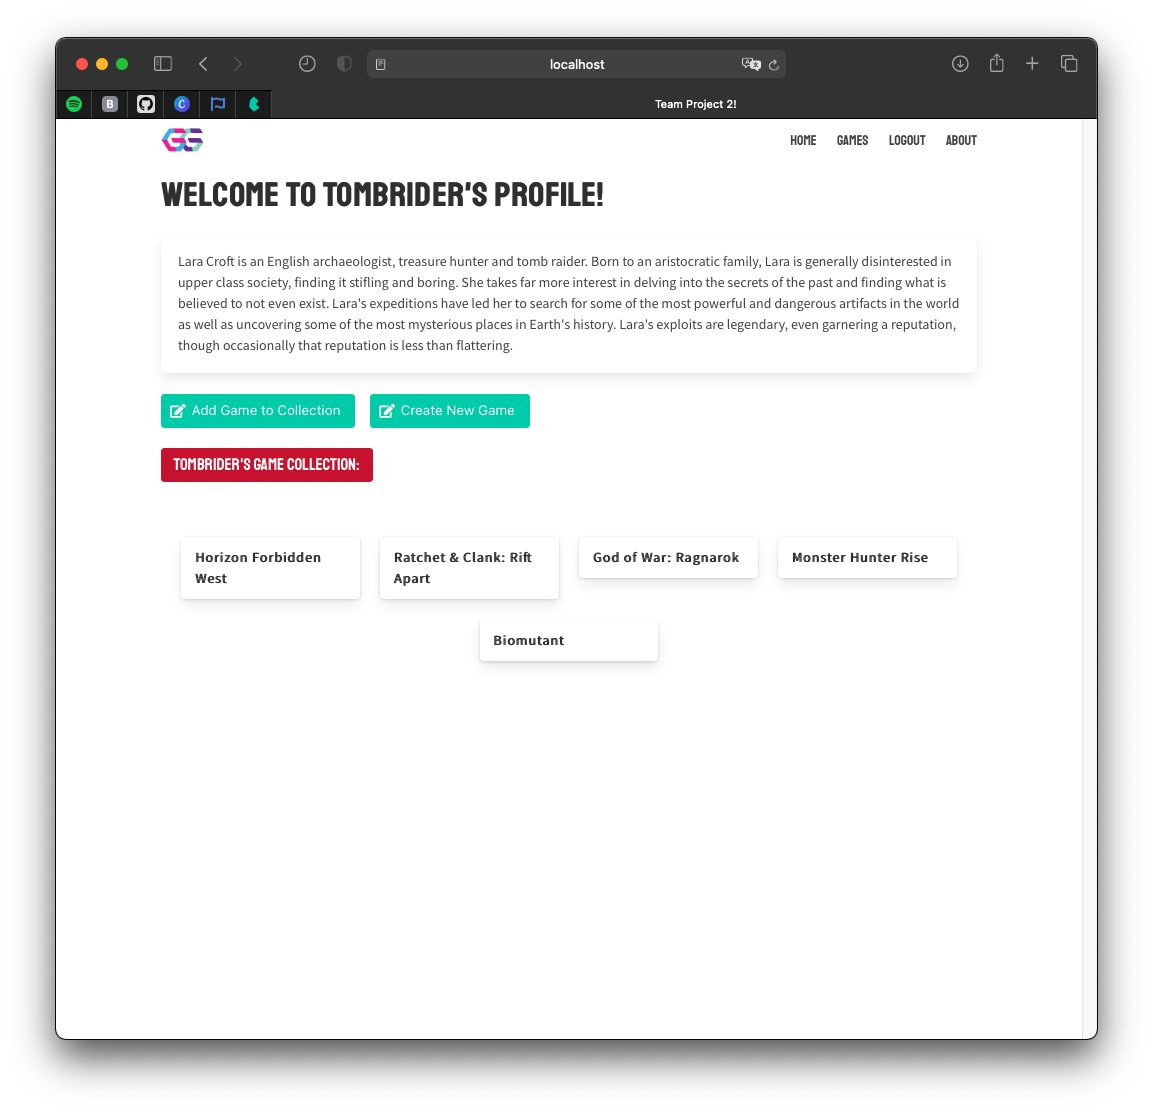 localhost
B
C
Team Project 2!
GS
HOME GAMES LOGOUT ABOUT
WELCOME TO TOMBRIDER'S PROFILE!
Lara Croft is an English archaeologist, treasure hunter and tomb raider. Born to an aristocratic family, Lara is generally disinterested in
upper class society, finding it stifling and boring. She takes far more interest in delving into the secrets of the past and finding what is
believed to not even exist. Lara's expeditions have led her to search for some of the most powerful and dangerous artifacts in the world
as well as uncovering some of the most mysterious places in Earth's history. Lara's exploits are legendary, even garnering a reputation,
though occasionally that reputation is less than flattering.
Add Game to Collection
Create New Game
TOMBRIDER'S GAME COLLECTION:
Horizon Forbidden
West
Ratchet & Clank: Rift
Apart
God of War: Ragnarok
Monster Hunter Rise
Biomutant